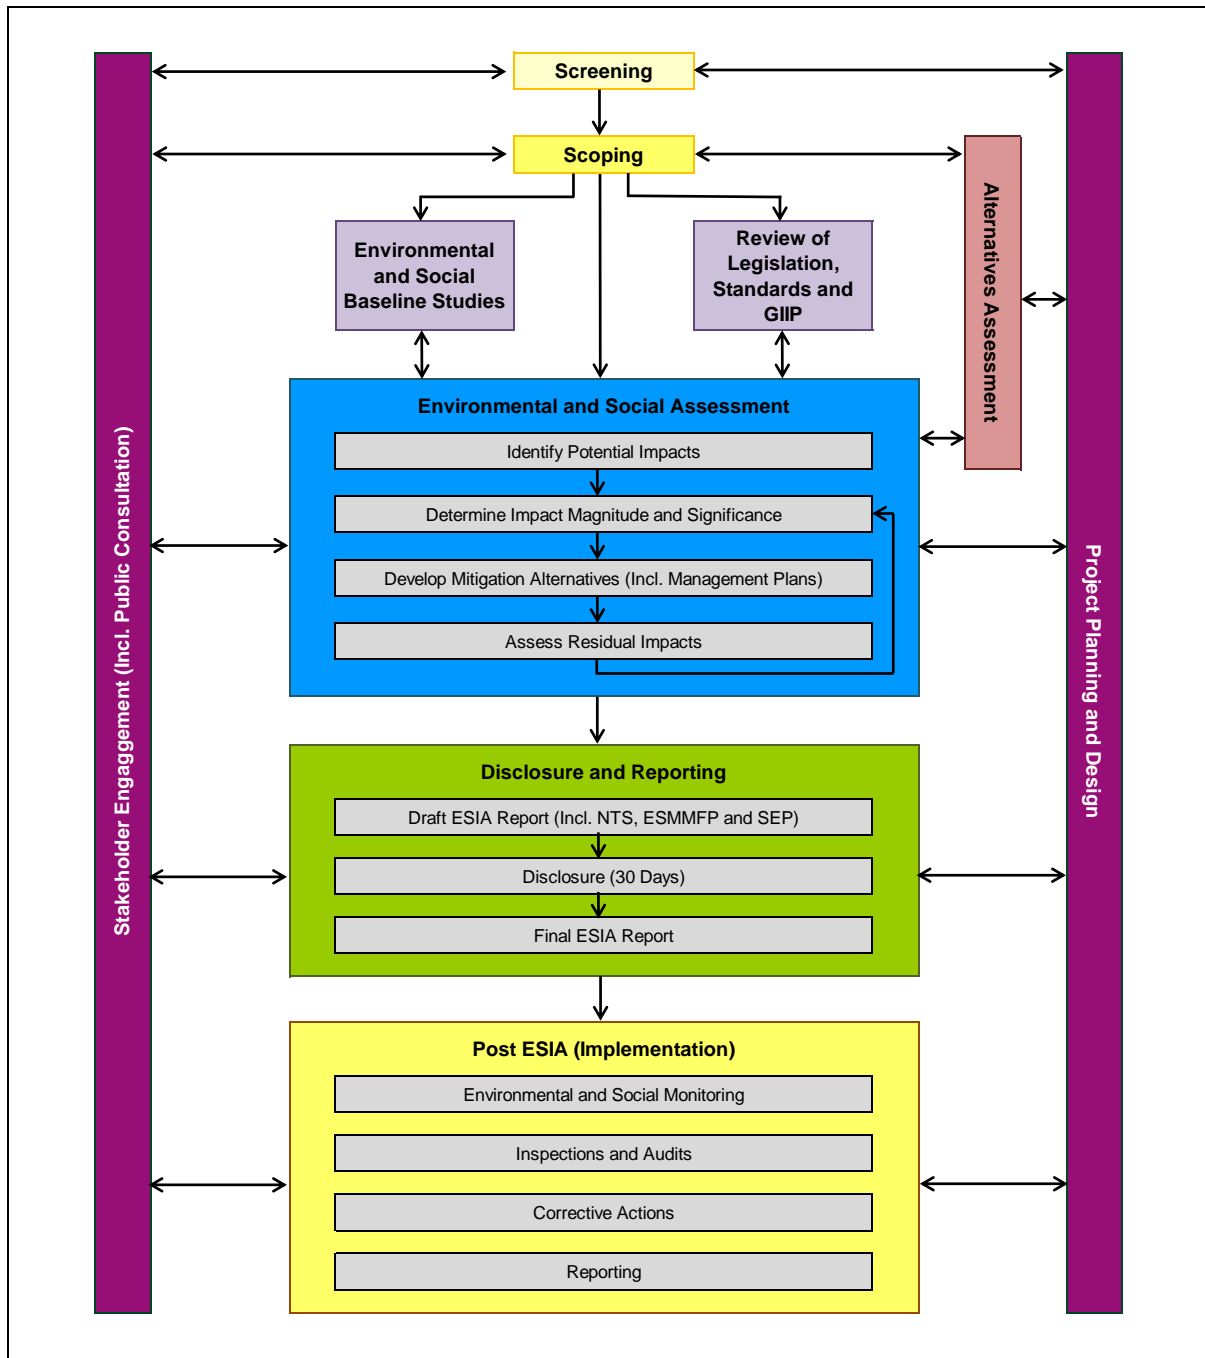 Screening
Scoping
Environmental
and Social
Baseline Studies
Review of
Legislation,
Standards and
GIIP
Alternatives Assessment
Stakeholder Engaggement (Incl. Public Consultation)
Project Planning and Design
Environmental and Social Assessment
Identify Potential Impacts
Determine Impact Magnitude and Significance
Develop Mitigation Alternatives (Incl. Management Plans)
Assess Residual Impacts
Disclosure and Reporting
Draft ESIA Report (Incl. NTS, ESMMFP and SEP)
Disclosure (30 Days)
Final ESIA Report
Post ESIA (Implementation)
Environmental and Social Monitoring
Inspections and Audits
Corrective Actions
Reporting